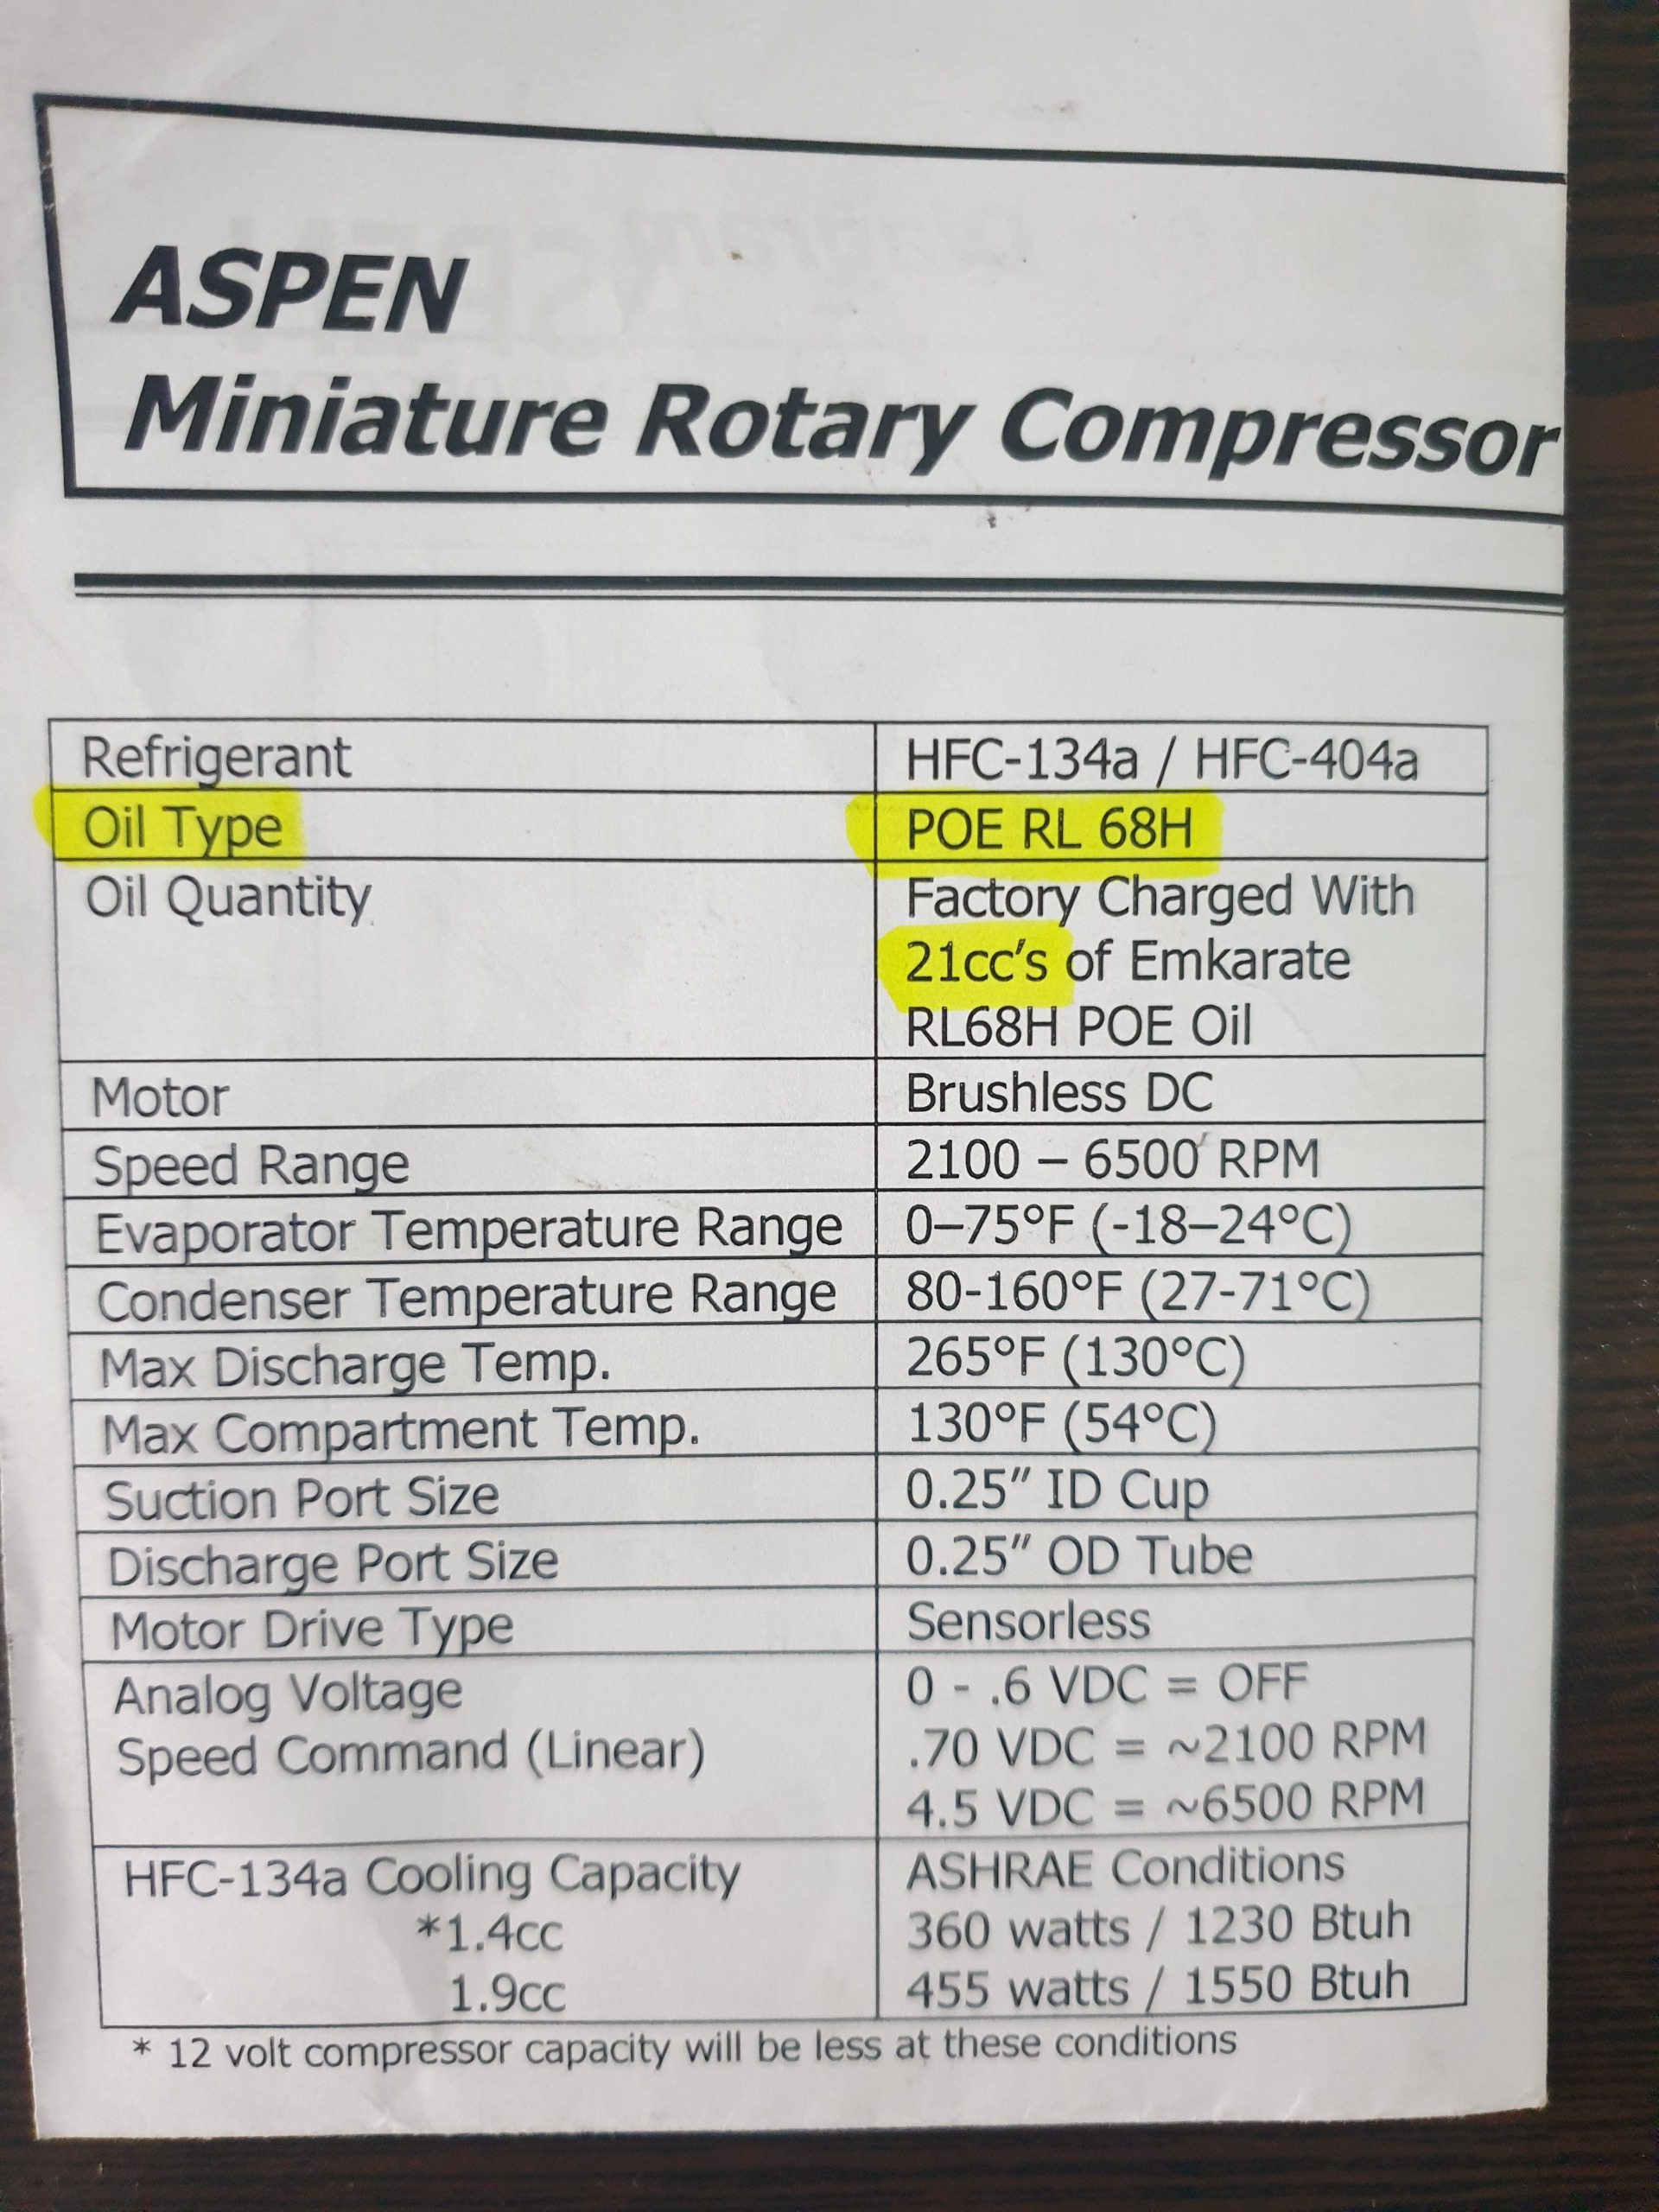 ASPEN
Miniature Rotary Compressor
Refrigerant HFC-134a / HFC-404a
Oil Type POE RL 68H
Oil Quantity Factory Charged With
21cc’s of Emkarate
RL68H POE Oil
Motor Brushless DC
Speed Range 2100 – 6500 RPM
Evaporator Temperature Range 0–75°F (-18–24°C)
Condenser Temperature Range 80-160°F (27-71°C)
Max Discharge Temp. 265°F (130°C)
Max Compartment Temp. 130°F (54°C)
Suction Port Size 0.25” ID Cup
Discharge Port Size 0.25” OD Tube
Motor Drive Type Sensorless
Analog Voltage 0 - .6 VDC = OFF
Speed Command (Linear) .70 VDC = ~2100 RPM
4.5 VDC = ~6500 RPM
HFC-134a Cooling Capacity ASHRAE Conditions
*1.4cc 360 watts / 1230 Btuh
1.9cc 455 watts / 1550 Btuh
* 12 volt compressor capacity will be less at these conditions